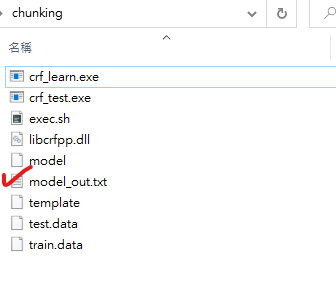 chunking
名稱
crf_learn.exe
crf_test.exe
exec.sh
libcrfpp.dll
model
model_out.txt
template
test.data
train.data